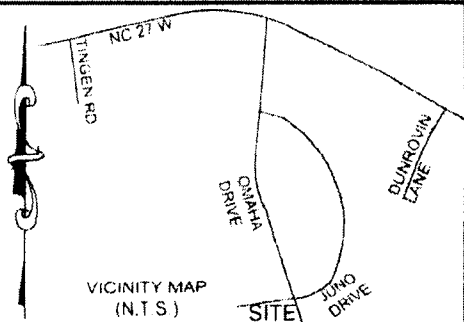 NC 27 W
TINGEN RD
DUNROVIN
LANE
OMAHA
DRIVE
JUNO
DRIVE
VICINITY MAP
(N.T.S.)
SITE